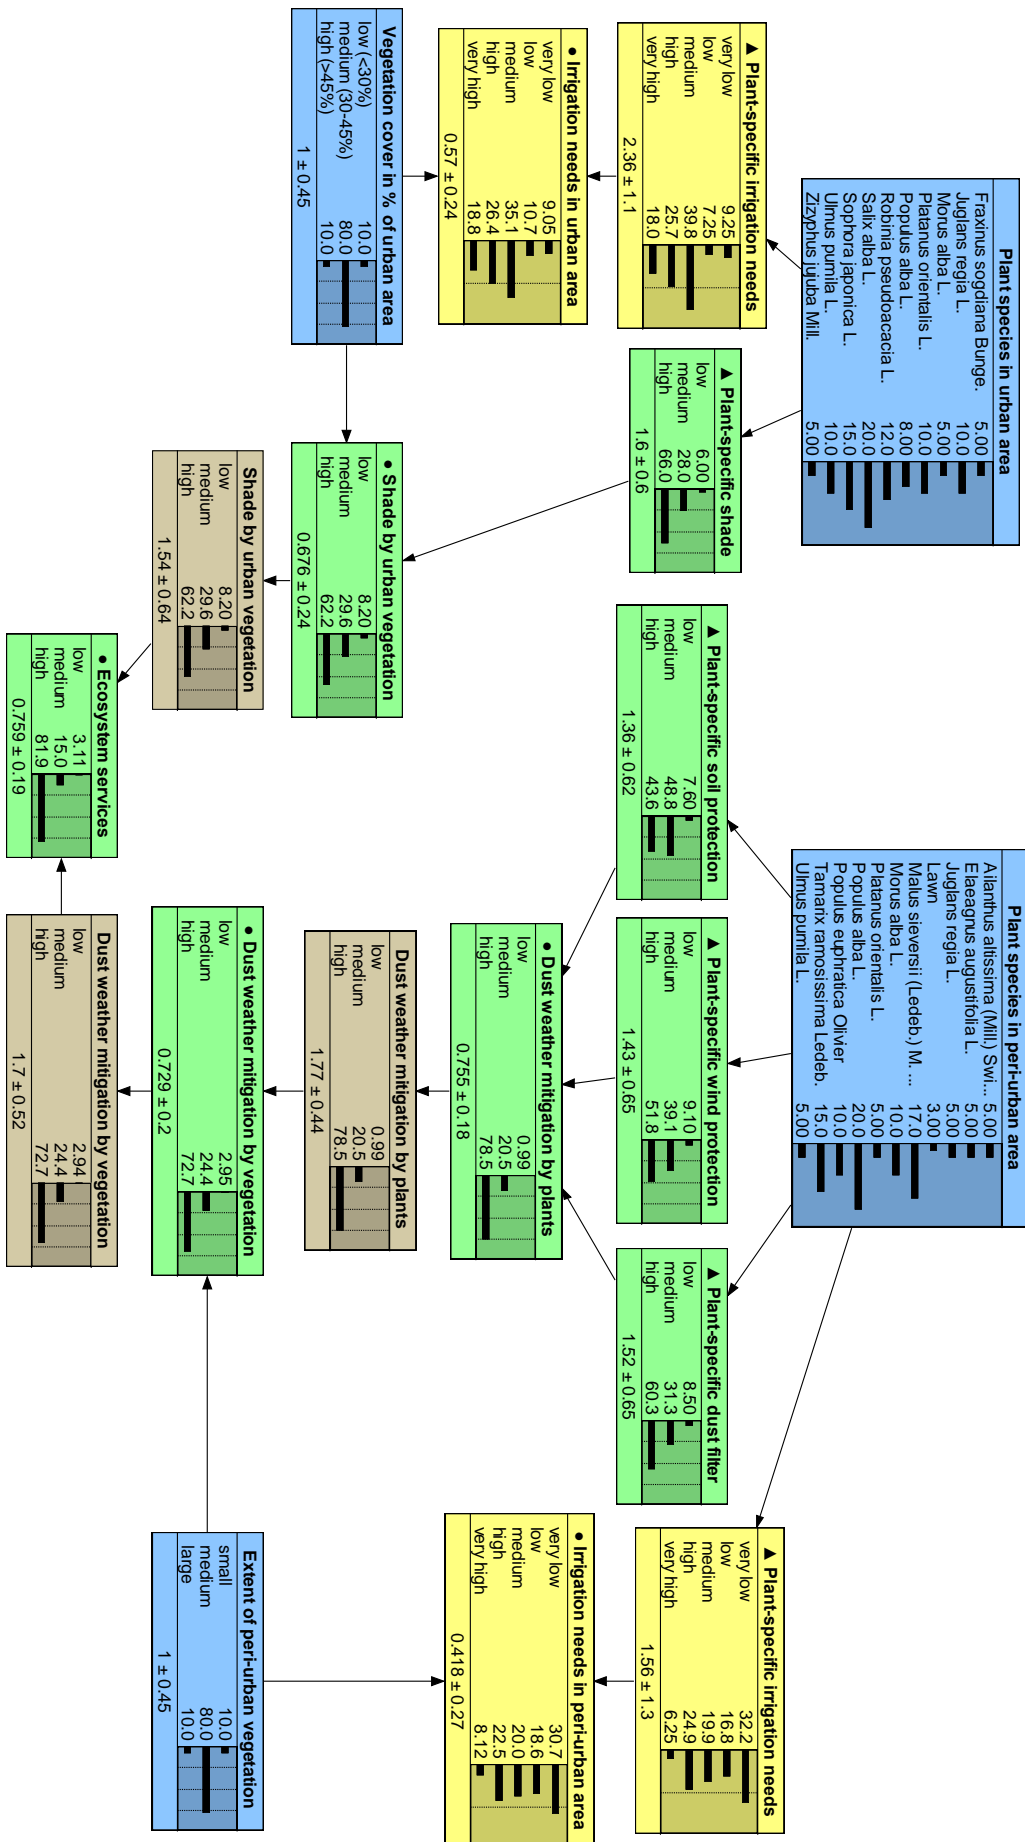 Plant species in urban area
Fraxinus sogdiana Bunge. 5.00
Juglans regia L. 10.0
Morus alba L. 5.00
Platanus orientalis L. 10.0
Populus alba L. 8.00
Robinia pseudoacacia L. 12.0
Salix alba L. 20.0
Sophora japonica L. 15.0
Ulmus pumila L. 10.0
Zizyphus jujuba Mill. 5.00
Plant species in peri-urban area
Ailanthus altissima (Mill.) Swi... 5.00
Elaeagnus augustifolia L. 5.00
Juglans regia L. 5.00
Lawn 3.00
Malus sieversii (Ledeb.) M. ... 17.0
Morus alba L. 10.0
Platanus orientalis L. 5.00
Populus alba L. 20.0
Populus euphratica Olivier 10.0
Tamarix ramosissima Ledeb. 15.0
Ulmus pumila L. 5.00
▲ Plant-specific irrigation needs
very low 9.25
low 7.25
medium 39.8
high 25.7
very high 18.0
2.36 ± 1.1
▲ Plant-specific shade
low 6.00
medium 28.0
high 66.0
1.6 ± 0.6
▲ Plant-specific soil protection
low 7.60
medium 48.8
high 43.6
1.36 ± 0.62
▲ Plant-specific wind protection
low 9.10
medium 39.1
high 51.8
1.43 ± 0.65
▲ Plant-specific dust filter
low 8.50
medium 31.3
high 60.3
1.52 ± 0.65
▲ Plant-specific irrigation needs
very low 32.2
low 16.8
medium 19.9
high 24.9
very high 6.25
1.56 ± 1.3
● Irrigation needs in urban area
very low 9.05
low 10.7
medium 35.1
high 26.4
very high 18.8
0.57 ± 0.24
● Dust weather mitigation by plants
low 0.99
medium 20.5
high 78.5
0.755 ± 0.18
● Irrigation needs in peri-urban area
very low 30.7
low 18.6
medium 20.0
high 22.5
very high 8.12
0.418 ± 0.27
Vegetation cover in % of urban area
low (<30%) 10.0
medium (30-45%) 80.0
high (>45%) 10.0
1 ± 0.45
● Shade by urban vegetation
low 8.20
medium 29.6
high 62.2
0.676 ± 0.24
Dust weather mitigation by plants
low 0.99
medium 20.5
high 78.5
1.77 ± 0.44
Shade by urban vegetation
low 8.20
medium 29.6
high 62.2
1.54 ± 0.64
● Dust weather mitigation by vegetation
low 2.95
medium 24.4
high 72.7
0.729 ± 0.2
Extent of peri-urban vegetation
small 10.0
medium 80.0
large 10.0
1 ± 0.45
● Ecosystem services
low 3.11
medium 15.0
high 81.9
0.759 ± 0.19
Dust weather mitigation by vegetation
low 2.94
medium 24.4
high 72.7
1.7 ± 0.52